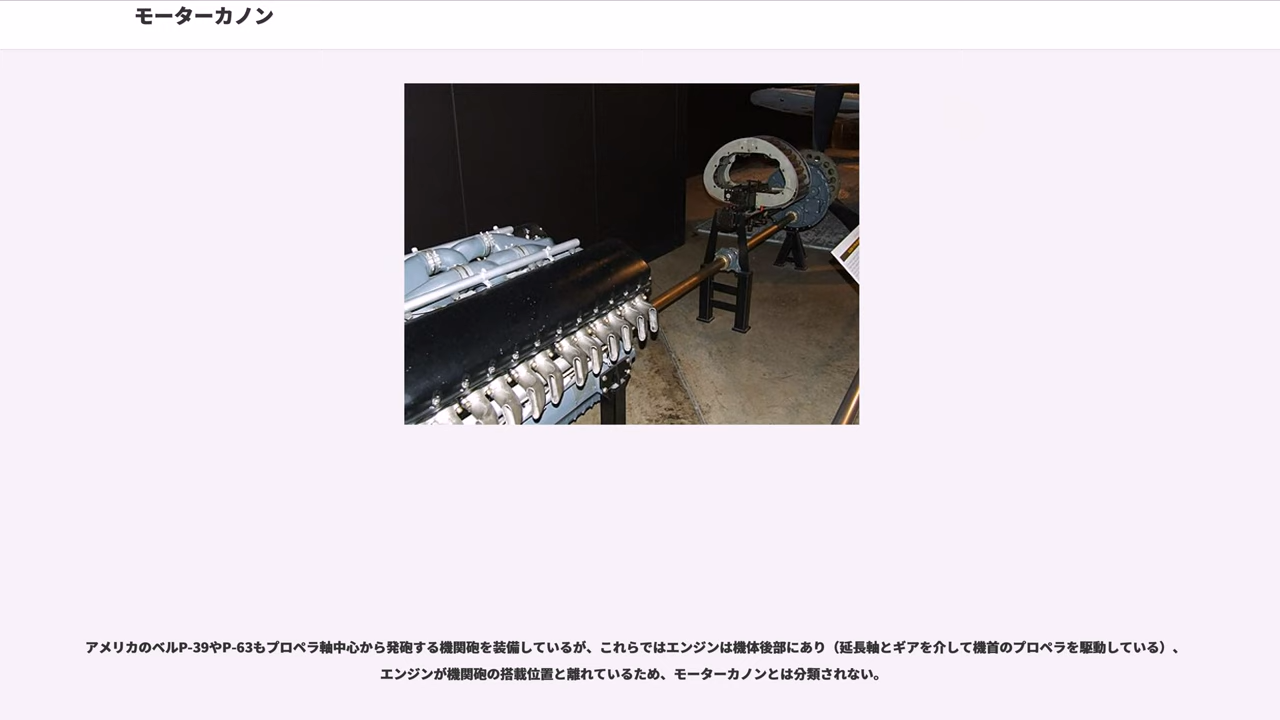 モーターカノン
アメリカのベルP-39やP-63もプロペラ軸中心から発砲する機関砲を装備しているが、これらではエンジンは機体後部にあり（延長軸とギアを介して機首のプロペラを駆動している）、
エンジンが機関砲の搭載位置と離れているため、モーターカノンとは分類されない。